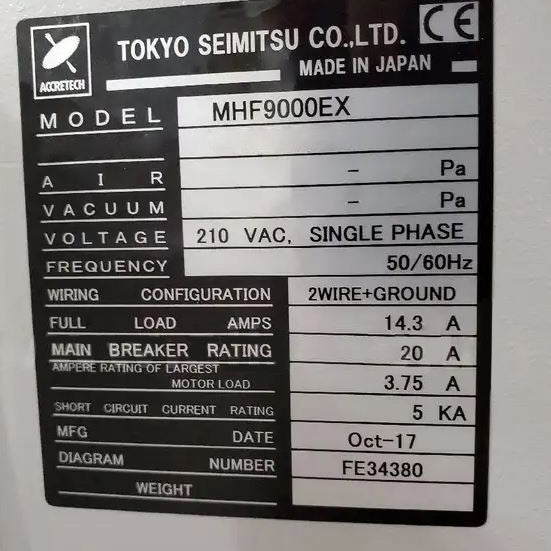 ACCRETECH
TOKYO SEIMITSU CO.,LTD. CE
MADE IN JAPAN
MODEL MHF9000EX
AIR – Pa
VACUUM – Pa
VOLTAGE 210 VAC, SINGLE PHASE
FREQUENCY 50/60Hz
WIRING CONFIGURATION 2WIRE+GROUND
FULL LOAD AMPS 14.3 A
MAIN BREAKER RATING 20 A
AMPERE RATING OF LARGEST
MOTOR LOAD 3.75 A
SHORT CIRCUIT CURRENT RATING 5 KA
MFG DATE Oct-17
DIAGRAM NUMBER FE34380
WEIGHT